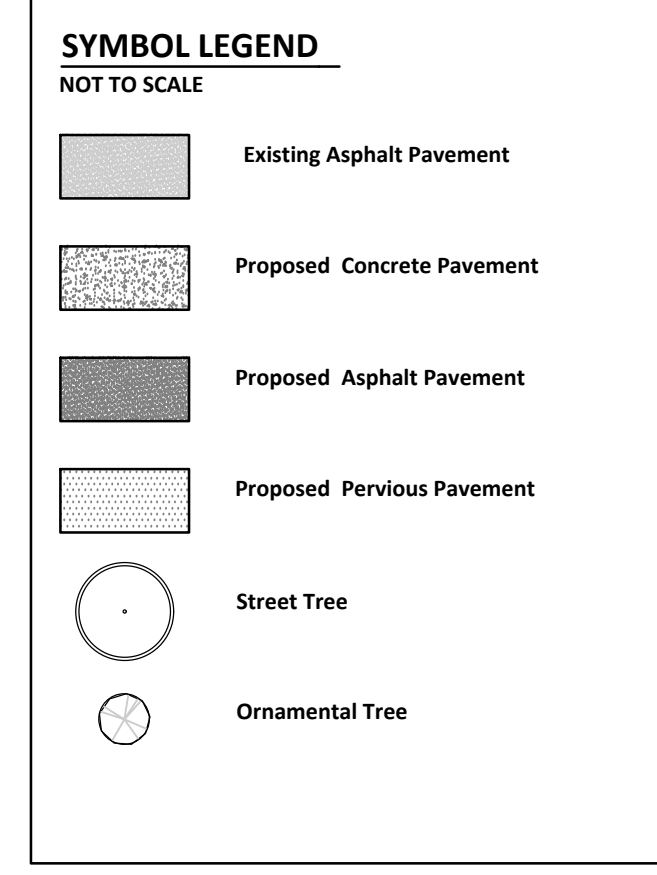 SYMBOL LEGEND
NOT TO SCALE
Existing Asphalt Pavement
Proposed Concrete Pavement
Proposed Asphalt Pavement
Proposed Pervious Pavement
Street Tree
Ornamental Tree